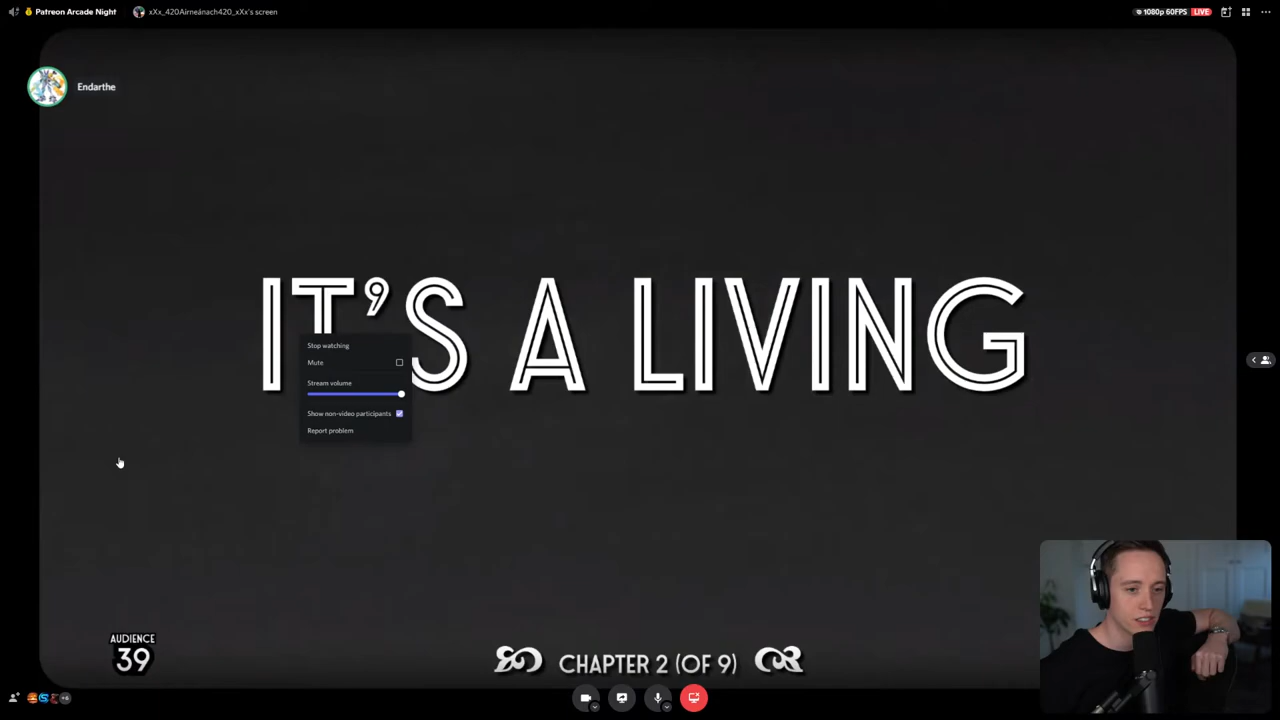 Patreon Arcade Night
xXx_420Airneánach420_xXx's screen
1080p 60FPS LIVE
Endarthe
IT'S A LIVING
Stop watching
Mute
Stream volume
Show non-video participants
Report problem
AUDIENCE
39
CHAPTER 2 (OF 9)
+6